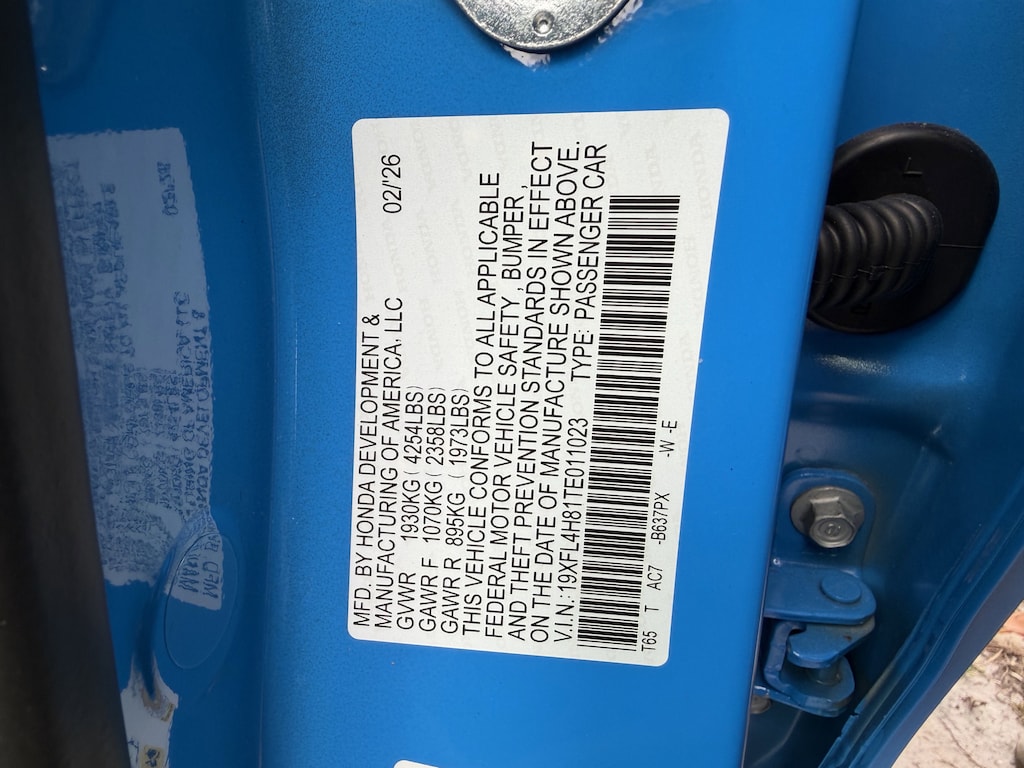 MFD. BY HONDA DEVELOPMENT &
MANUFACTURING OF AMERICA, LLC 02/'26
GVWR 1930KG ( 4254LBS)
GAWR F 1070KG ( 2358LBS)
GAWR R 895KG ( 1973LBS)
THIS VEHICLE CONFORMS TO ALL APPLICABLE
FEDERAL MOTOR VEHICLE SAFETY, BUMPER,
AND THEFT PREVENTION STANDARDS IN EFFECT
ON THE DATE OF MANUFACTURE SHOWN ABOVE.
V.I.N.:19XFL4H81TE011023 TYPE: PASSENGER CAR
T65 T AC7 -B637PX -W -E
L